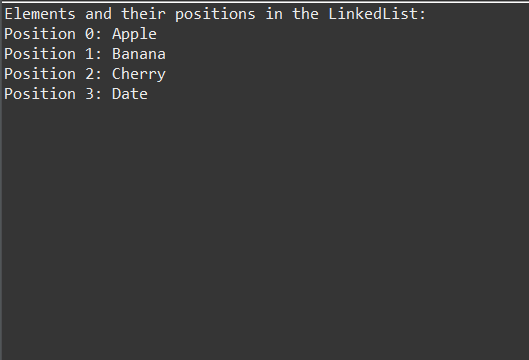 Elements and their positions in the LinkedList:
Position 0: Apple
Position 1: Banana
Position 2: Cherry
Position 3: Date